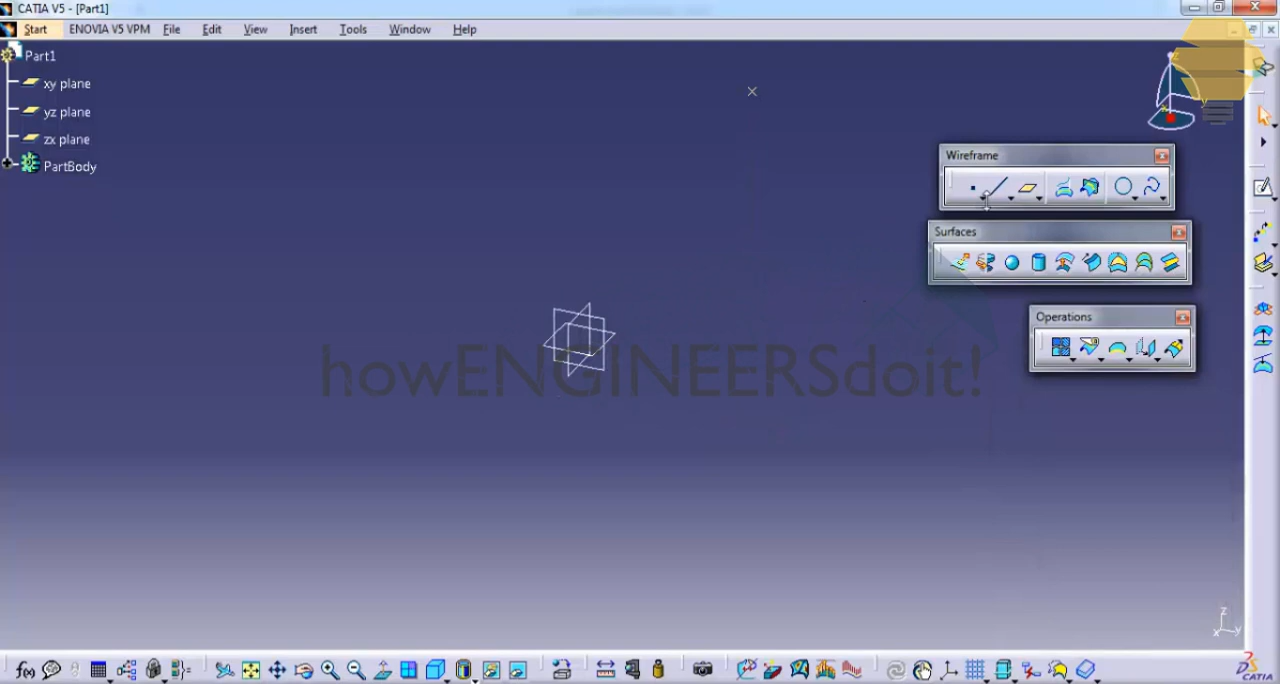 CATIA V5 - [Part1]
Start ENOVIA V5 VPM File Edit View Insert Tools Window Help
Part1
xy plane
yz plane
zx plane
PartBody
Wireframe
Surfaces
Operations
howENGINEERSdoit!
z
x y
f(x)
CATIA